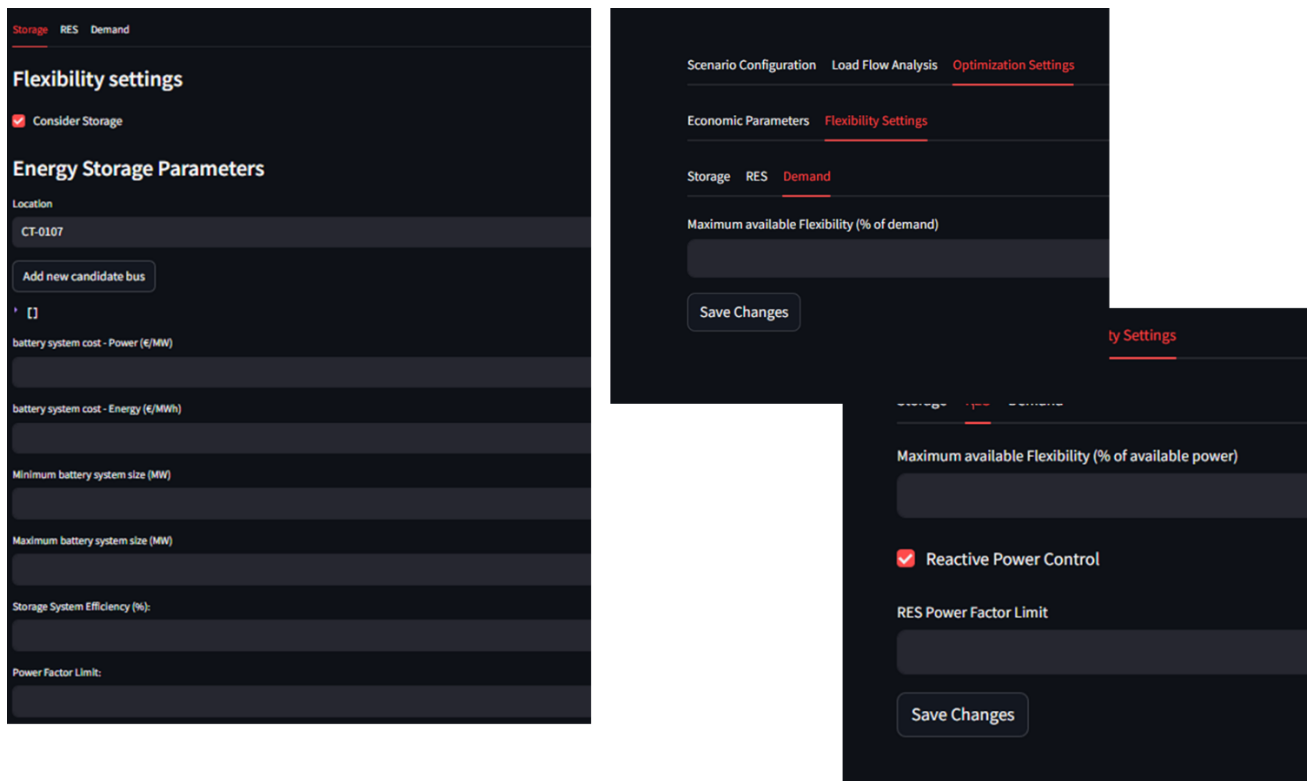 Storage RES Demand
Flexibility settings
Consider Storage
Energy Storage Parameters
Location
CT-0107
Add new candidate bus
[]
battery system cost - Power (€/MW)
battery system cost - Energy (€/MWh)
Minimum battery system size (MW)
Maximum battery system size (MW)
Storage System Efficiency (%):
Power Factor Limit:
Scenario Configuration Load Flow Analysis Optimization Settings
Economic Parameters Flexibility Settings
Storage RES Demand
Maximum available Flexibility (% of demand)
Save Changes
ty Settings
Maximum available Flexibility (% of available power)
Reactive Power Control
RES Power Factor Limit
Save Changes